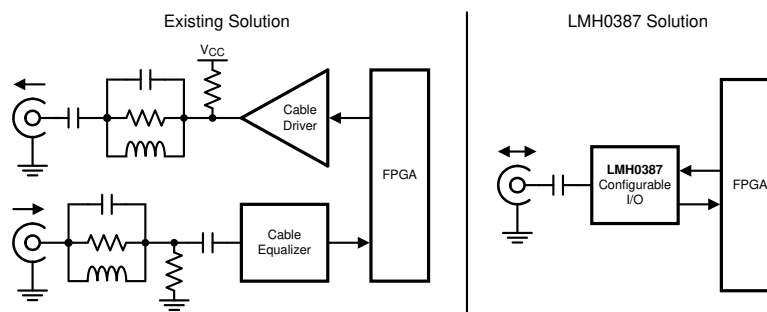 Existing Solution
VCC
Cable
Driver
FPGA
Cable
Equalizer
LMH0387 Solution
LMH0387
Configurable
I/O
FPGA